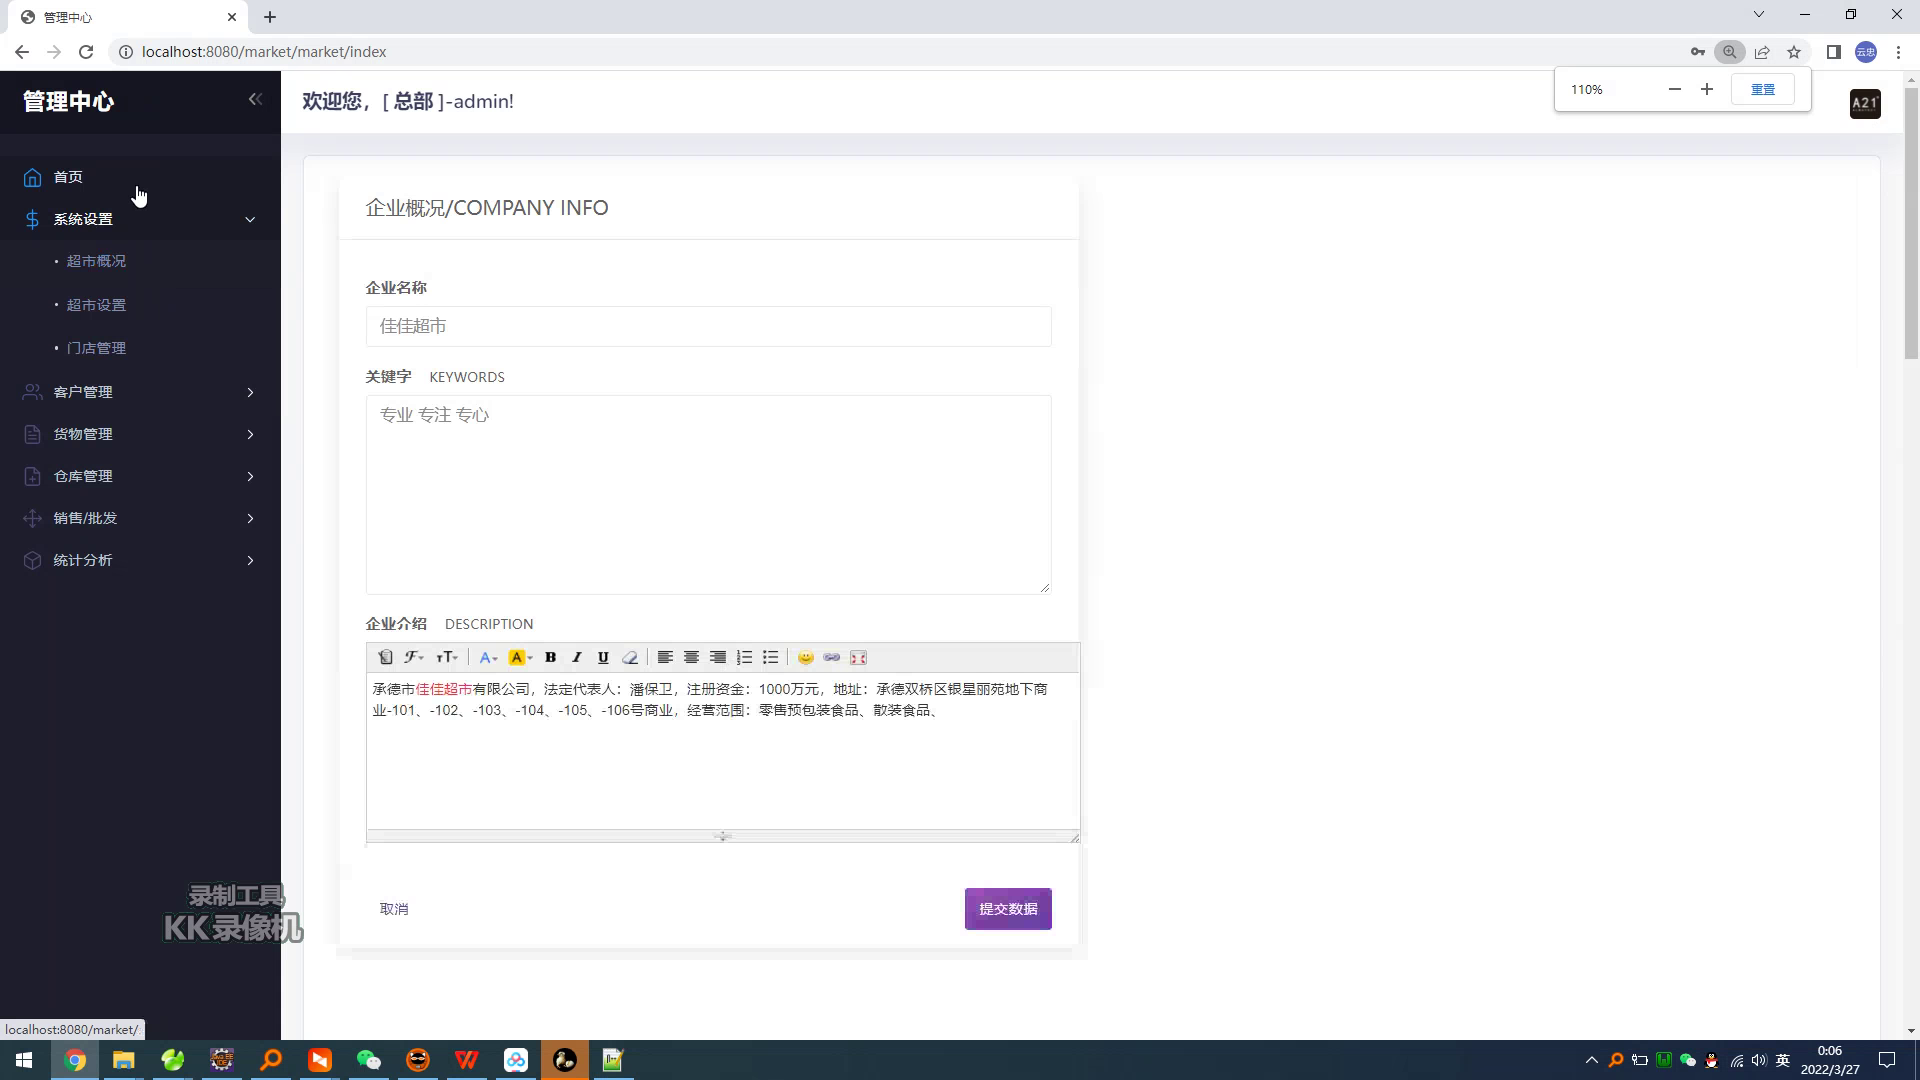 管理中心
localhost:8080/market/market/index
云忠
管理中心
欢迎您，[ 总部 ]-admin!
110%
重置
A21
首页
系统设置
超市概况
超市设置
门店管理
客户管理
货物管理
仓库管理
销售/批发
统计分析
企业概况/COMPANY INFO
企业名称
佳佳超市
关键字 KEYWORDS
专业 专注 专心
企业介绍 DESCRIPTION
承德市佳佳超市有限公司，法定代表人：潘保卫，注册资金：1000万元，地址：承德双桥区银星丽苑地下商
业-101、-102、-103、-104、-105、-106号商业，经营范围：零售预包装食品、散装食品、
取消
提交数据
录制工具
KK录像机
localhost:8080/market/
英
0:06
2022/3/27